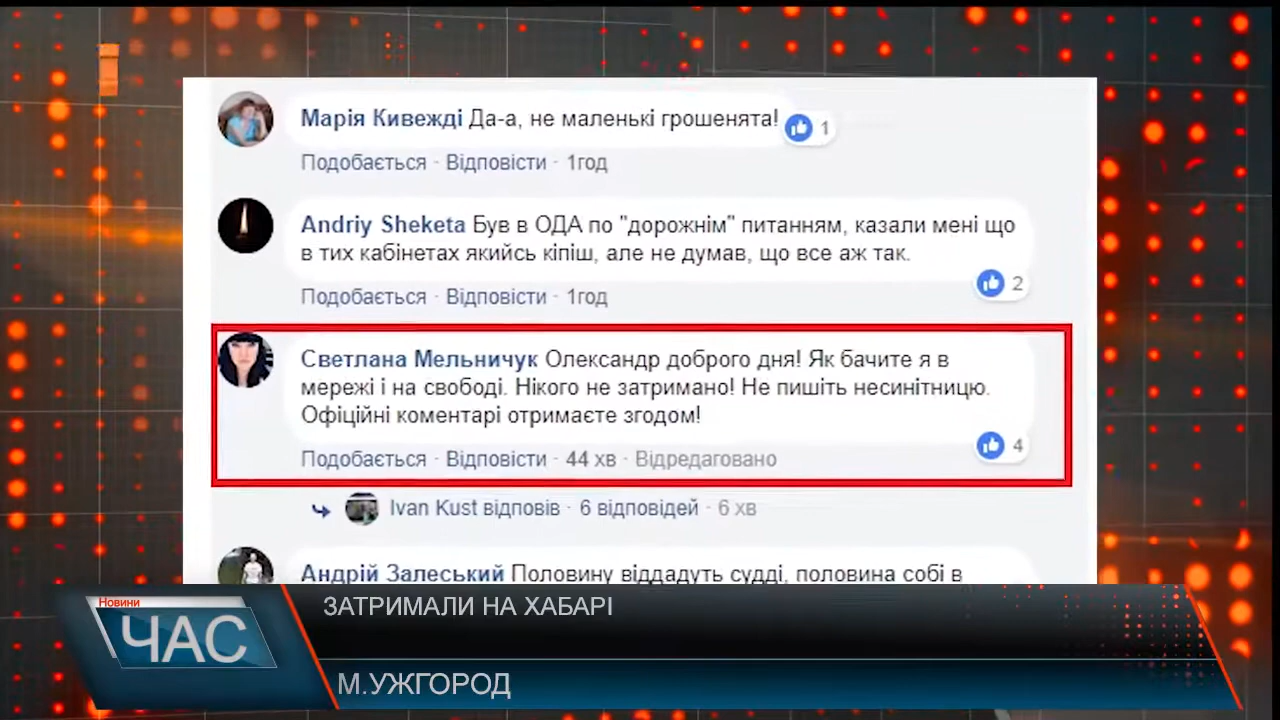 Марія Кивежді Да-а, не маленькі грошенята! 1
Подобається · Відповісти · 1год
Andriy Sheketa Був в ОДА по "дорожнім" питанням, казали мені що
в тих кабінетах якийсь кіпіш, але не думав, що все аж так.
2
Подобається · Відповісти · 1год
Светлана Мельничук Олександр доброго дня! Як бачите я в
мережі і на свободі. Нікого не затримано! Не пишіть несинітницю.
Офіційні коментарі отримаєте згодом!
4
Подобається · Відповісти · 44 хв · Відредаговано
Ivan Kust відповів · 6 відповідей · 6 хв
Андрій Залеський Половину віддадуть судді, половина собі в
Новини
ЧАС
ЗАТРИМАЛИ НА ХАБАРІ
М.УЖГОРОД